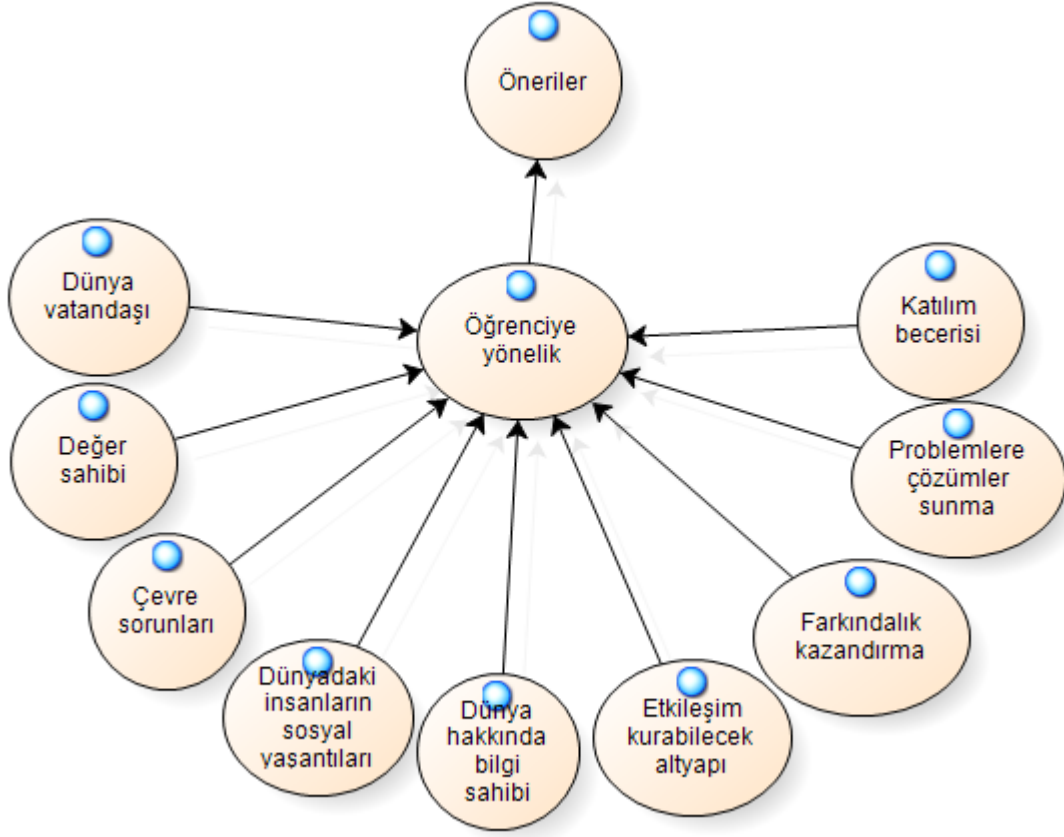 Öneriler
Öğrenciye
yönelik
Dünya
vatandaşı
Katılım
becerisi
Değer
sahibi
Problemlere
çözümler
sunma
Çevre
sorunları
Farkındalık
kazandırma
Dünyadaki
insanların
sosyal
yaşantıları
Dünya
hakkında
bilgi
sahibi
Etkileşim
kurabilecek
altyapı